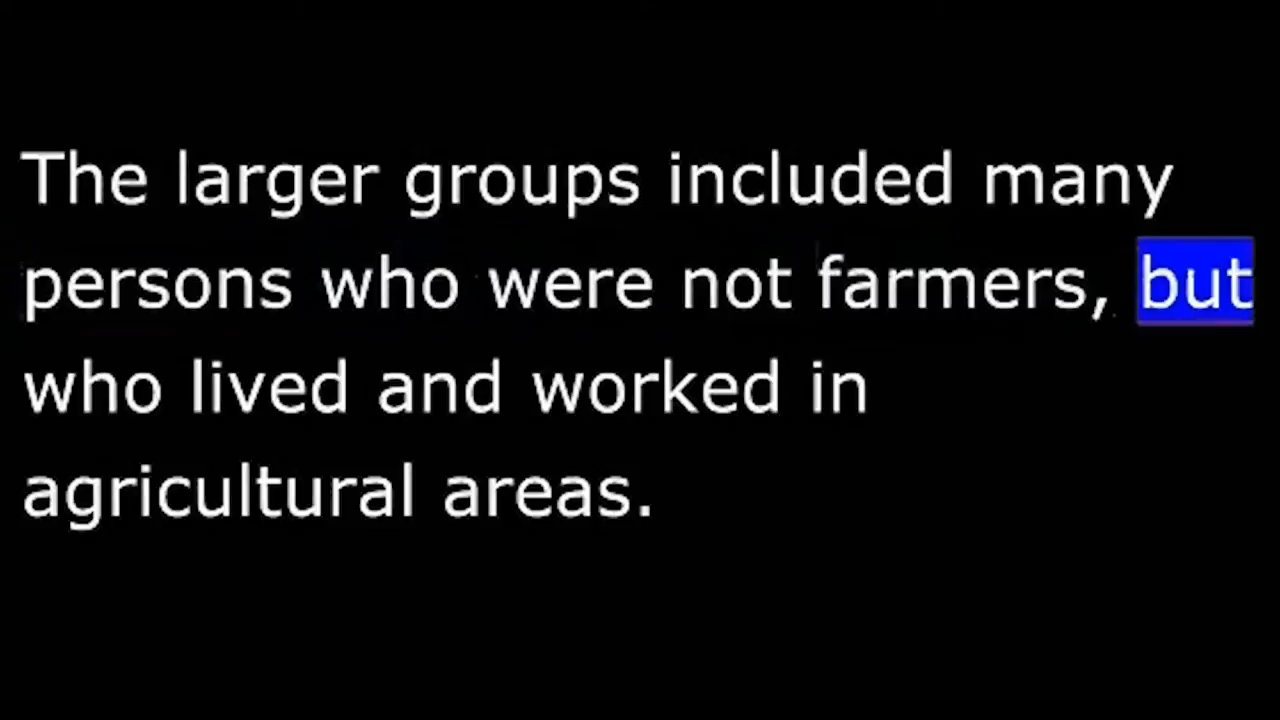 The larger groups included many
persons who were not farmers, but
who lived and worked in
agricultural areas.